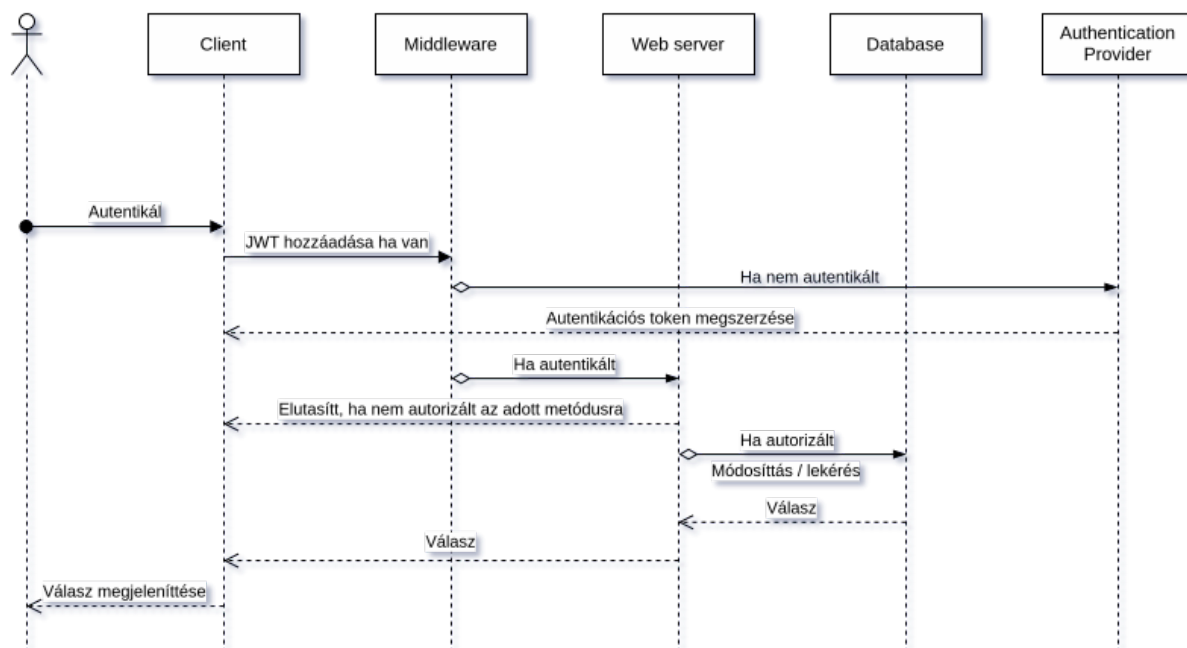 Client
Middleware
Web server
Database
Authentication
Provider
Autentikál
JWT hozzáadása ha van
Ha nem autentikált
Autentikációs token megszerzése
Ha autentikált
Elutasítt, ha nem autorizált az adott metódusra
Ha autorizált
Módosíttás / lekérés
Válasz
Válasz
Válasz megjeleníttése